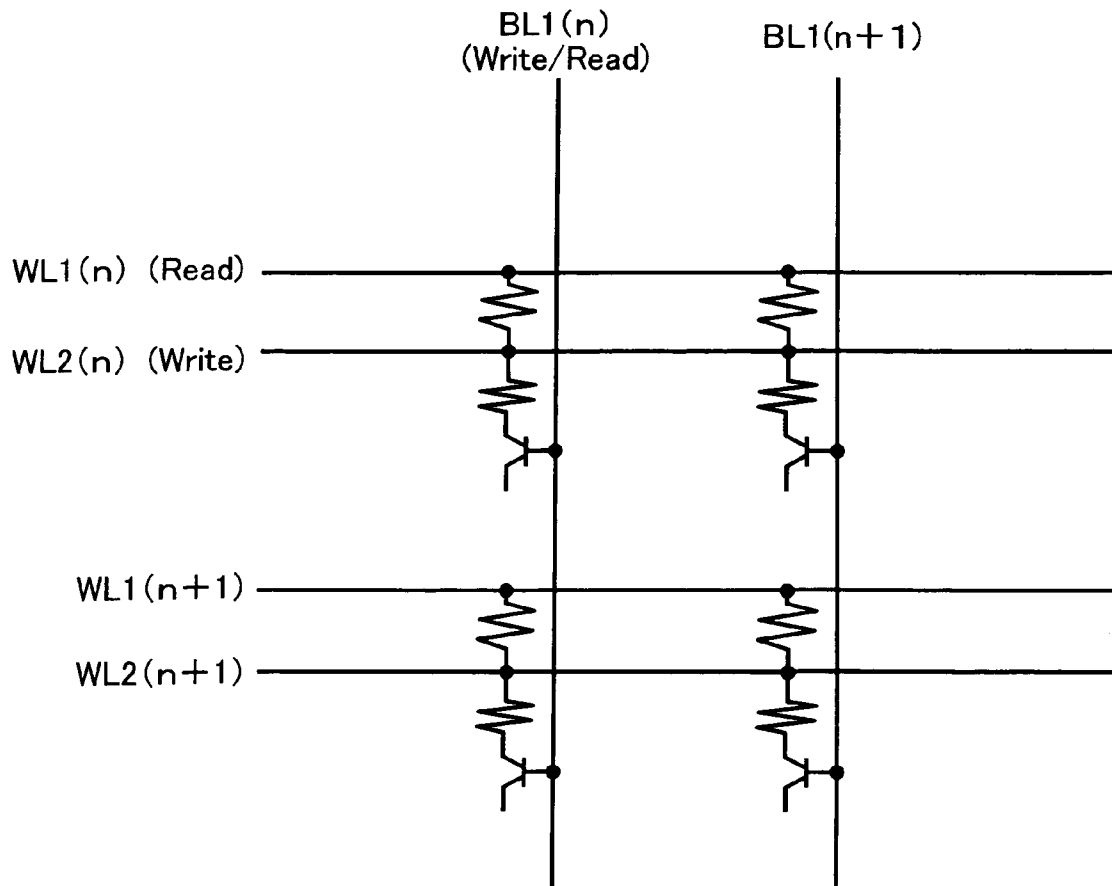 BL1(n)
(Write/Read)
BL1(n+1)
WL1(n) (Read)
WL2(n) (Write)
WL1(n+1)
WL2(n+1)